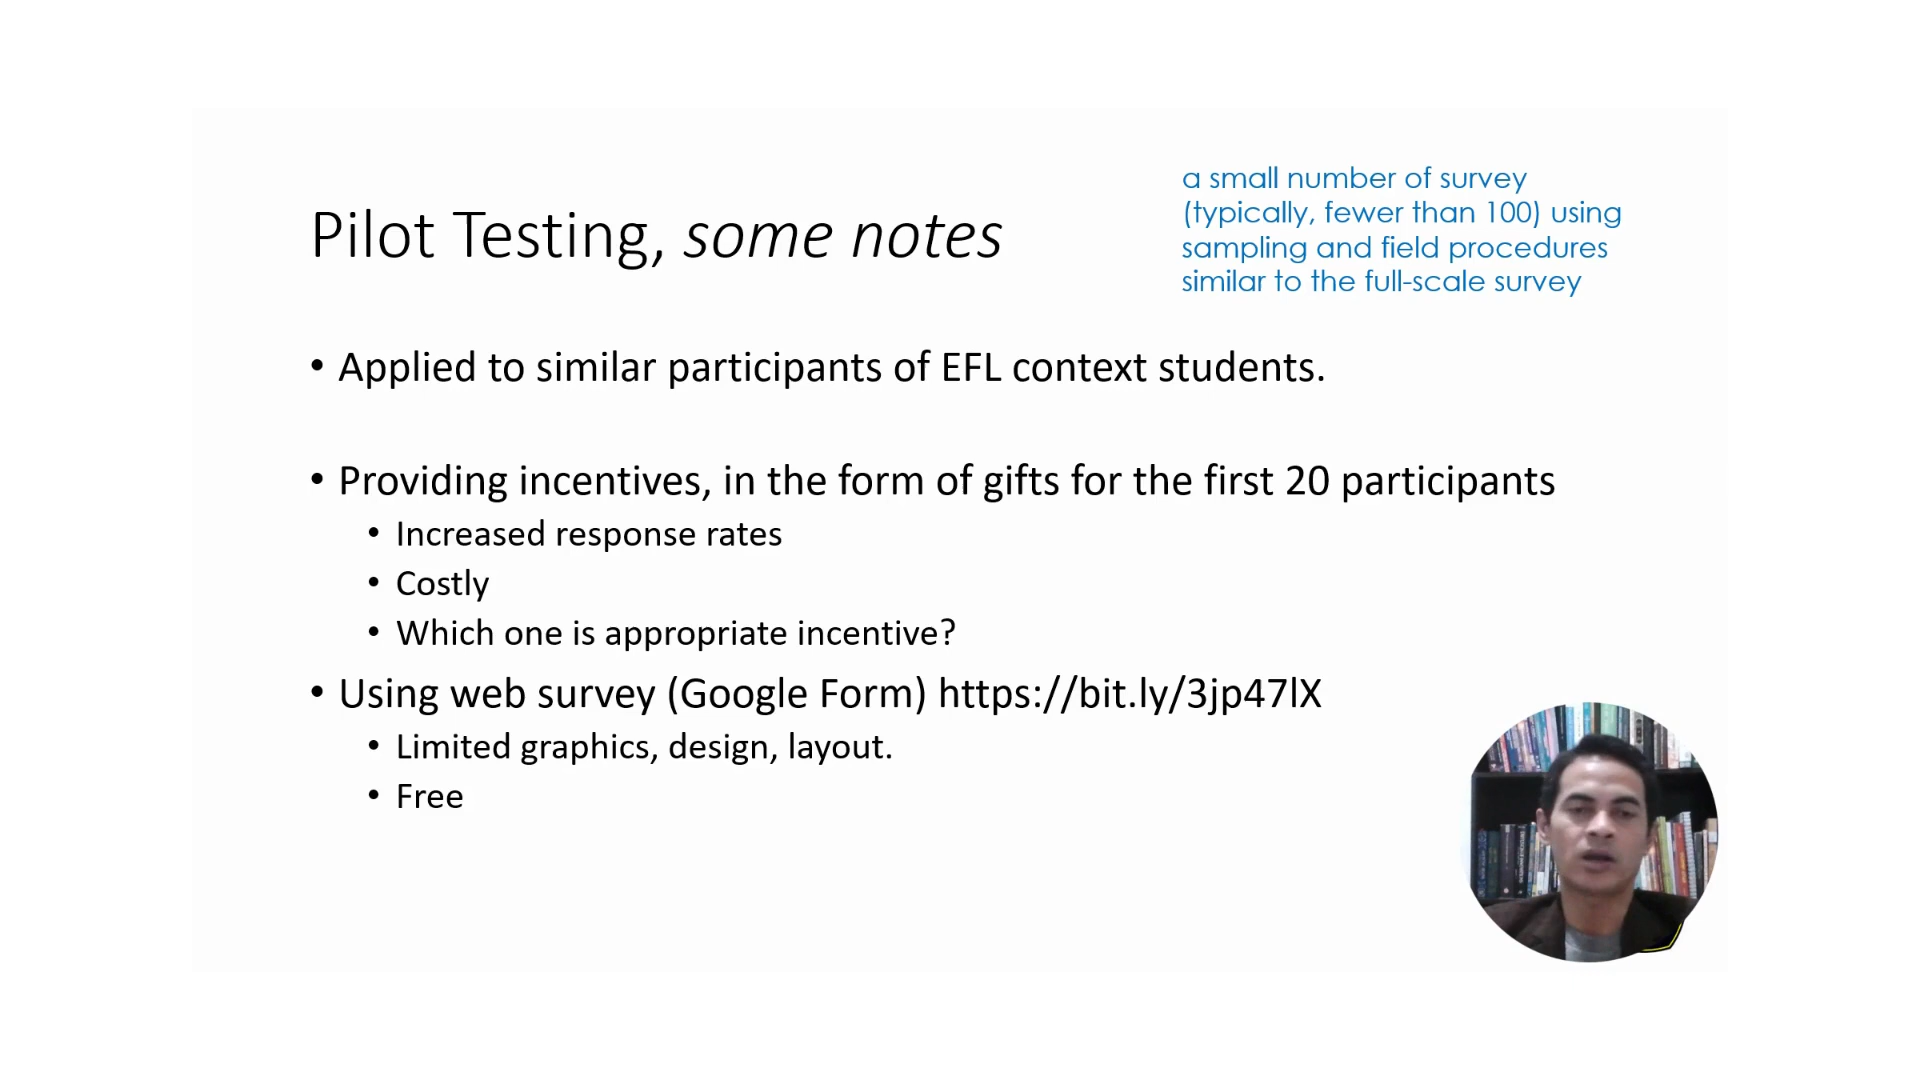 Pilot Testing, some notes
a small number of survey
(typically, fewer than 100) using
sampling and field procedures
similar to the full-scale survey
• Applied to similar participants of EFL context students.
• Providing incentives, in the form of gifts for the first 20 participants
• Increased response rates
• Costly
• Which one is appropriate incentive?
• Using web survey (Google Form) https://bit.ly/3jp47lX
• Limited graphics, design, layout.
• Free